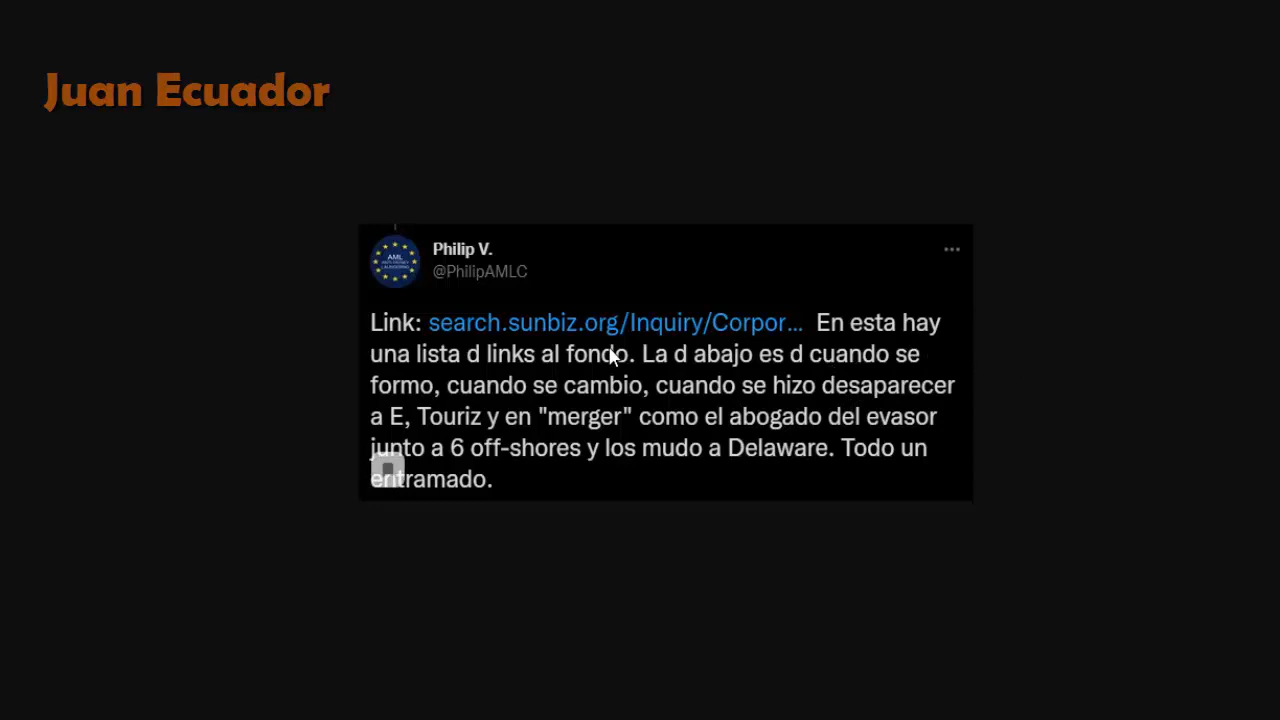 Juan Ecuador
Philip V.
@PhilipAMLC
AML
Link: search.sunbiz.org/Inquiry/Corpor... En esta hay
una lista d links al fondo. La d abajo es d cuando se
formo, cuando se cambio, cuando se hizo desaparecer
a E, Touriz y en "merger" como el abogado del evasor
junto a 6 off-shores y los mudo a Delaware. Todo un
entramado.